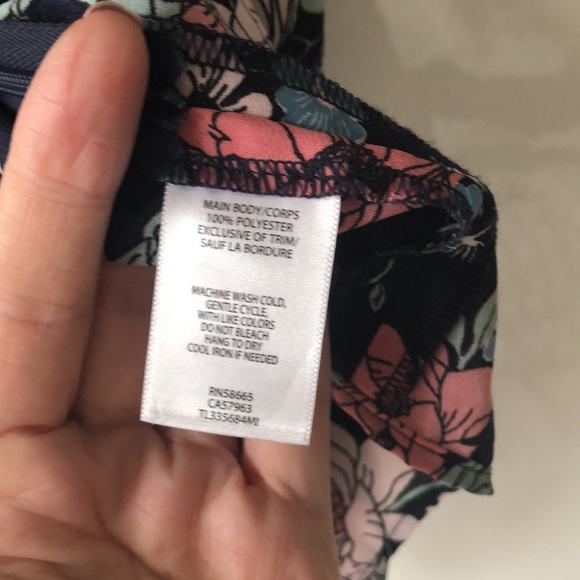 MAIN BODY/CORPS
100% POLYESTER
EXCLUSIVE OF TRIM/
SAUF LA BORDURE
MACHINE WASH COLD,
GENTLE CYCLE,
WITH LIKE COLORS
DO NOT BLEACH
HANG TO DRY
COOL IRON IF NEEDED
RN58665
CA57963
TL335684MJ